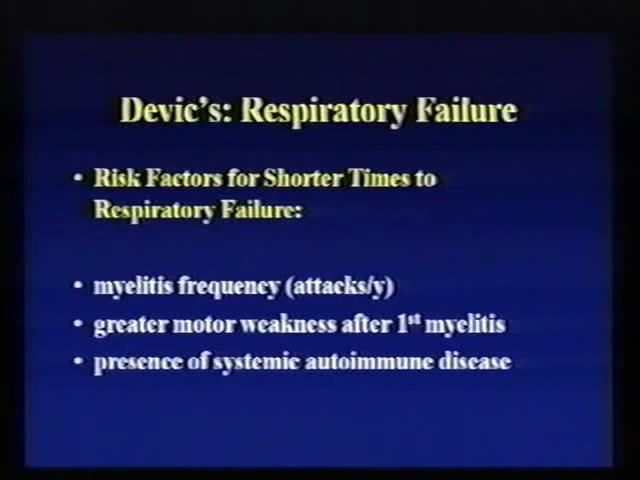 Devic's: Respiratory Failure
• Risk Factors for Shorter Times to
Respiratory Failure:
• myelitis frequency (attacks/y)
• greater motor weakness after 1st myelitis
• presence of systemic autoimmune disease